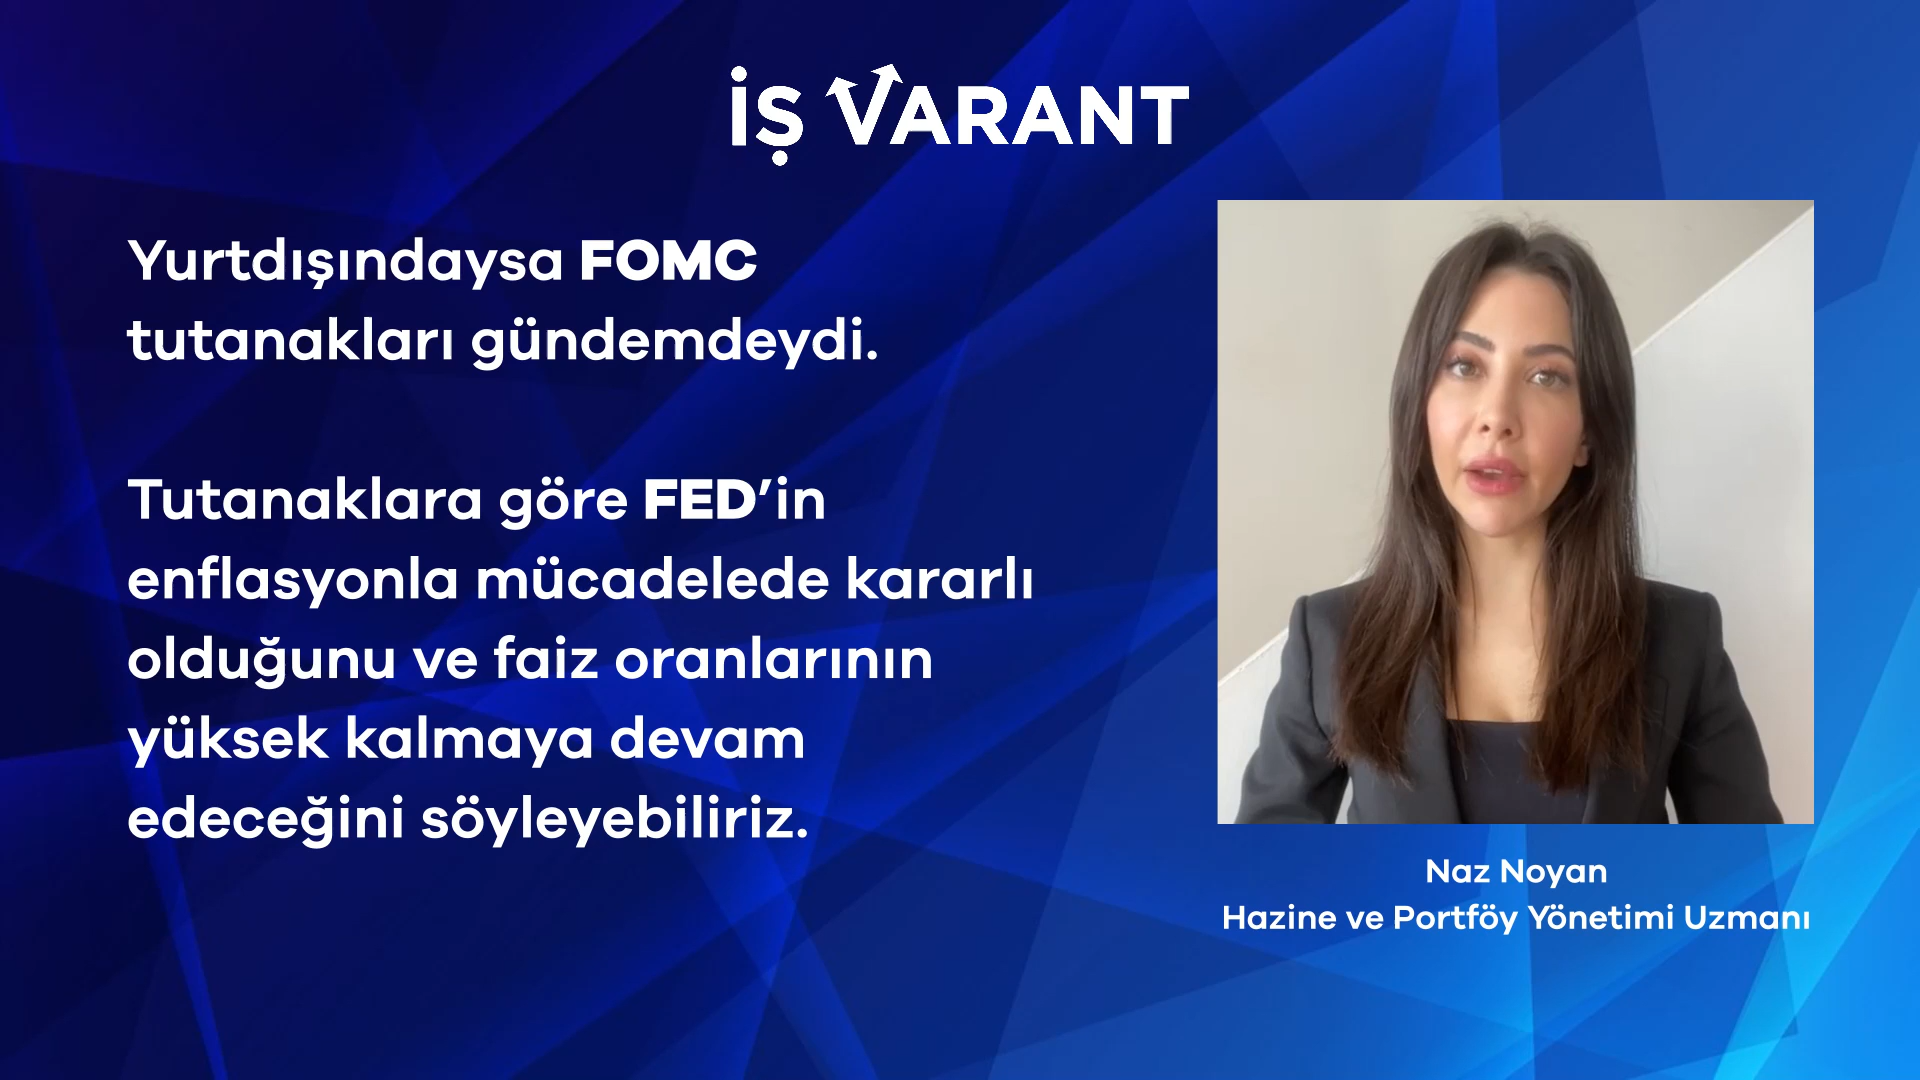 İŞ VARANT
Yurtdışındaysa FOMC
tutanakları gündemdeydi.
Tutanaklara göre FED’in
enflasyonla mücadelede kararlı
olduğunu ve faiz oranlarının
yüksek kalmaya devam
edeceğini söyleyebiliriz.
Naz Noyan
Hazine ve Portföy Yönetimi Uzmanı